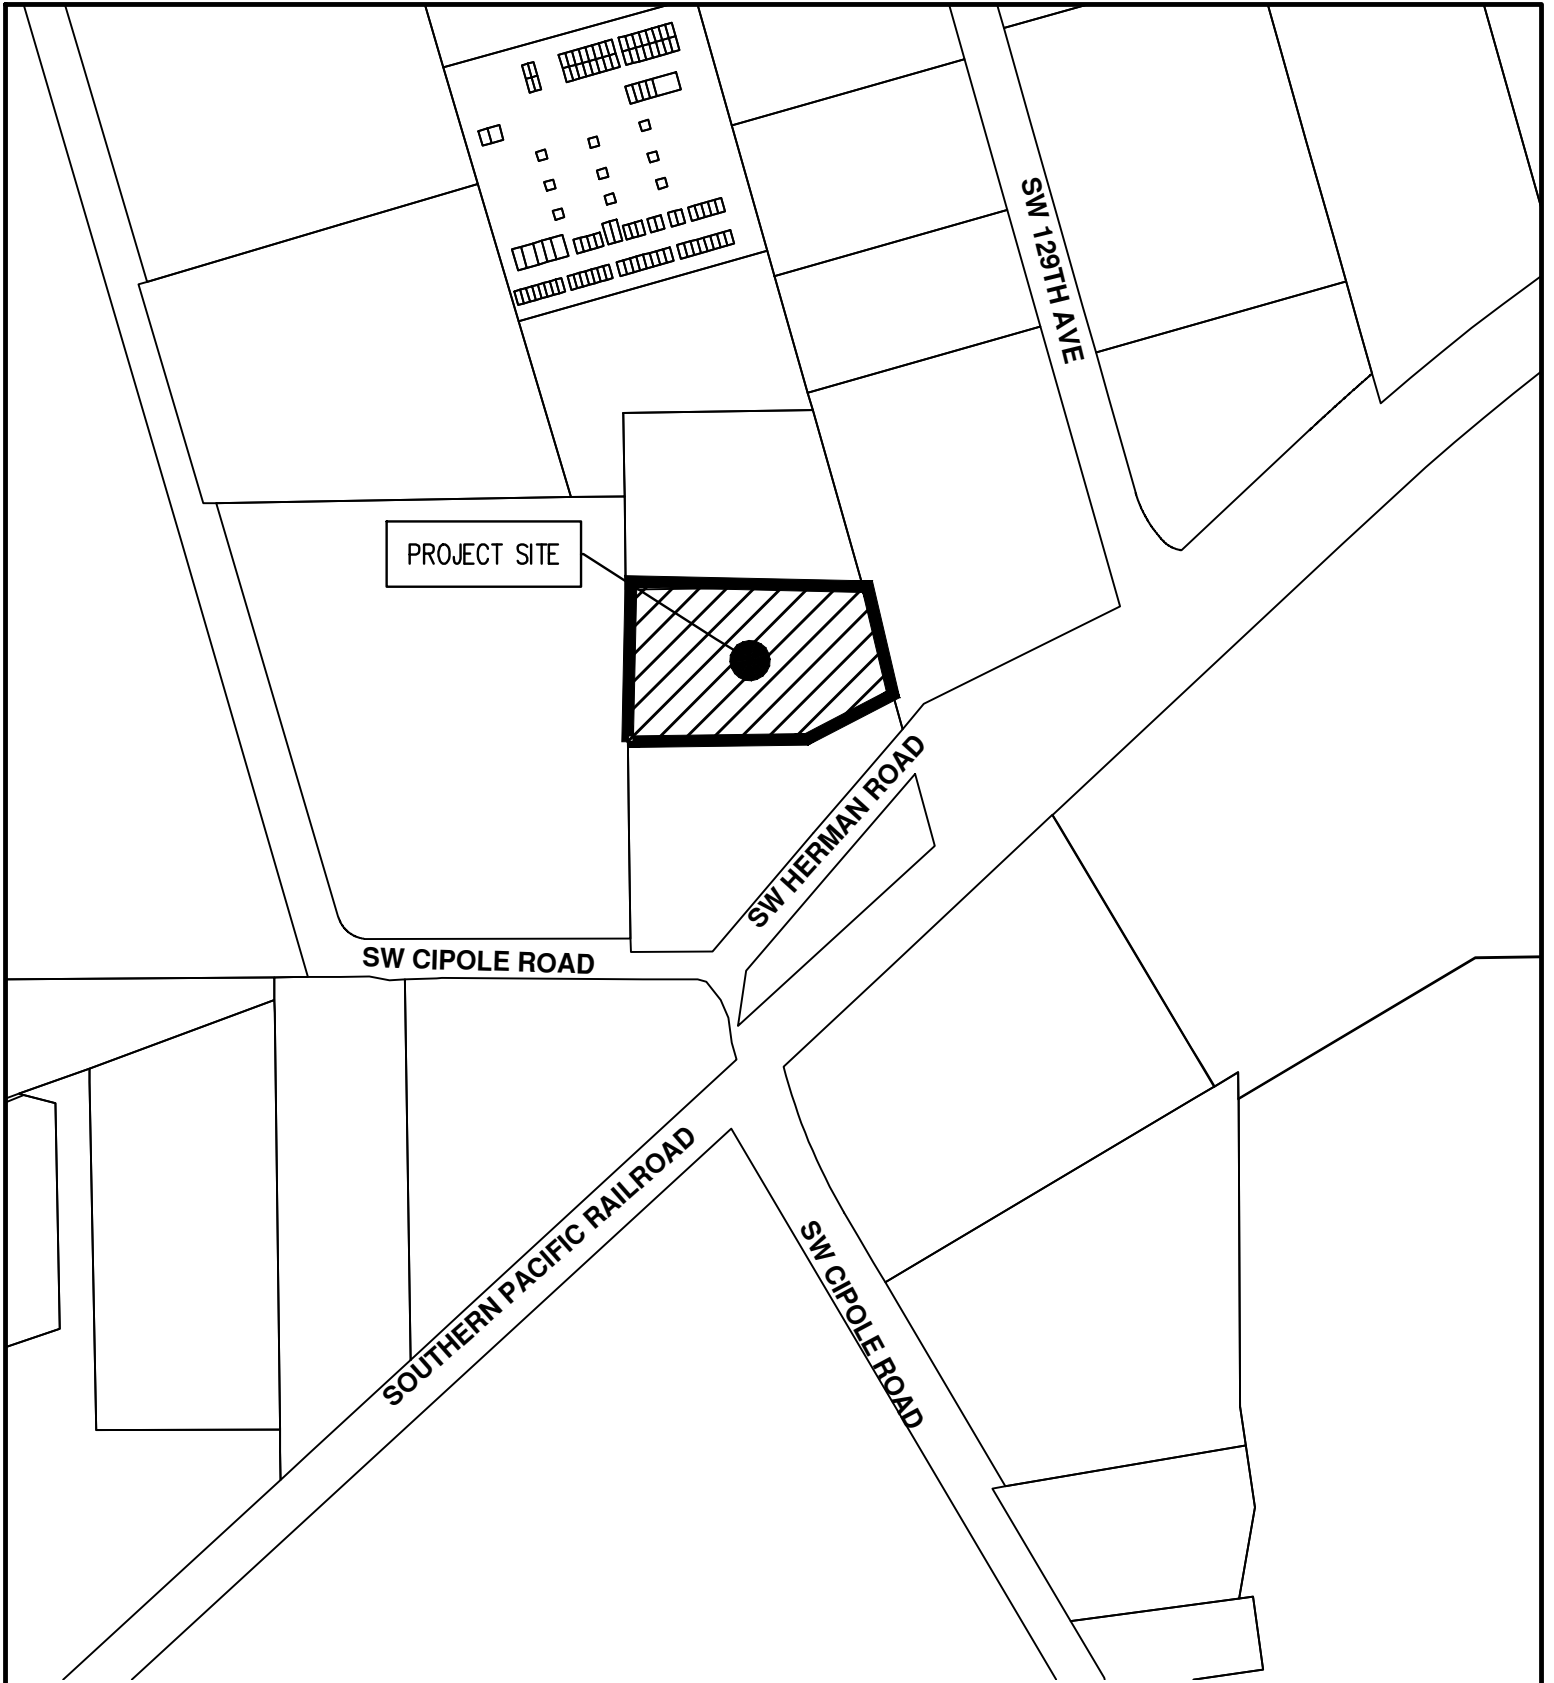 SW 129TH AVE
PROJECT SITE
SW HERMAN ROAD
SW CIPOLE ROAD
SOUTHERN PACIFIC RAILROAD
SW CIPOLE ROAD